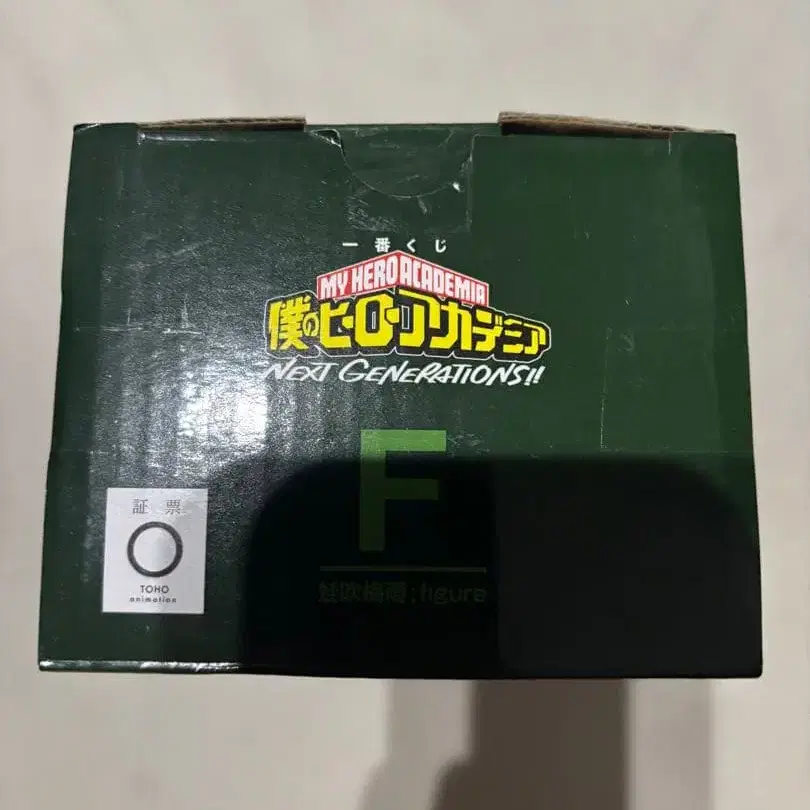 一番くじ
MY HERO ACADEMIA
僕のヒーローアカデミア
NEXT GENERATIONS!!
F
;figure
証票
TOHO
animation